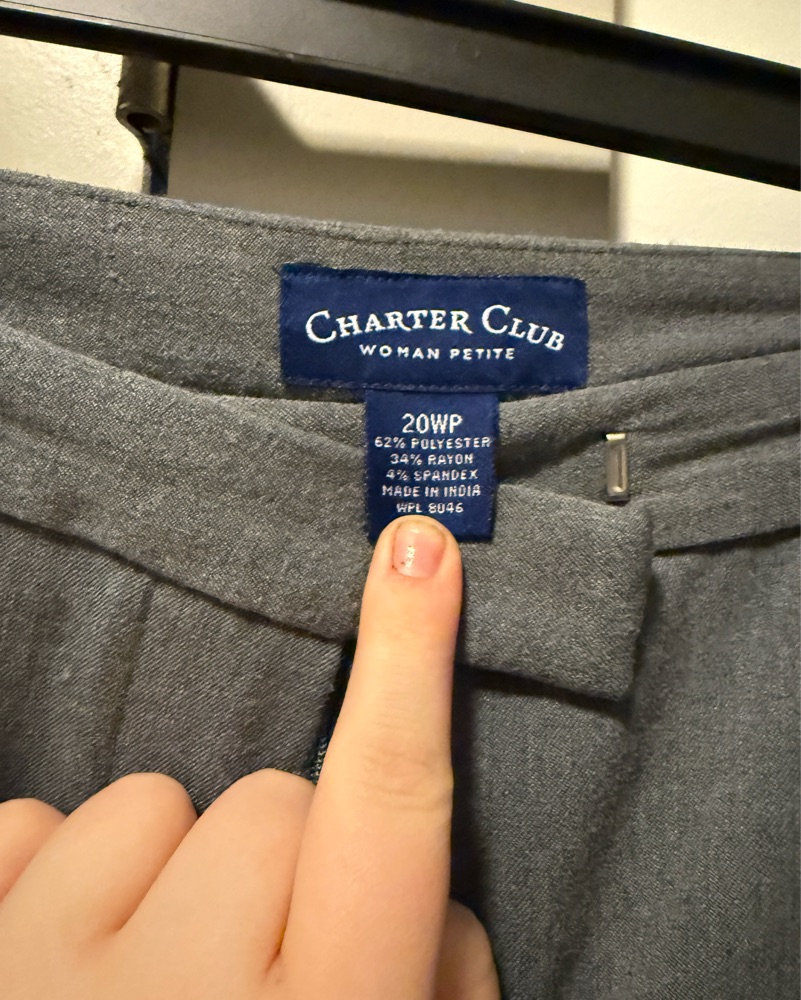 CHARTER CLUB
WOMAN PETITE
20WP
62% POLYESTER
34% RAYON
4% SPANDEX
MADE IN INDIA
WPL 8046